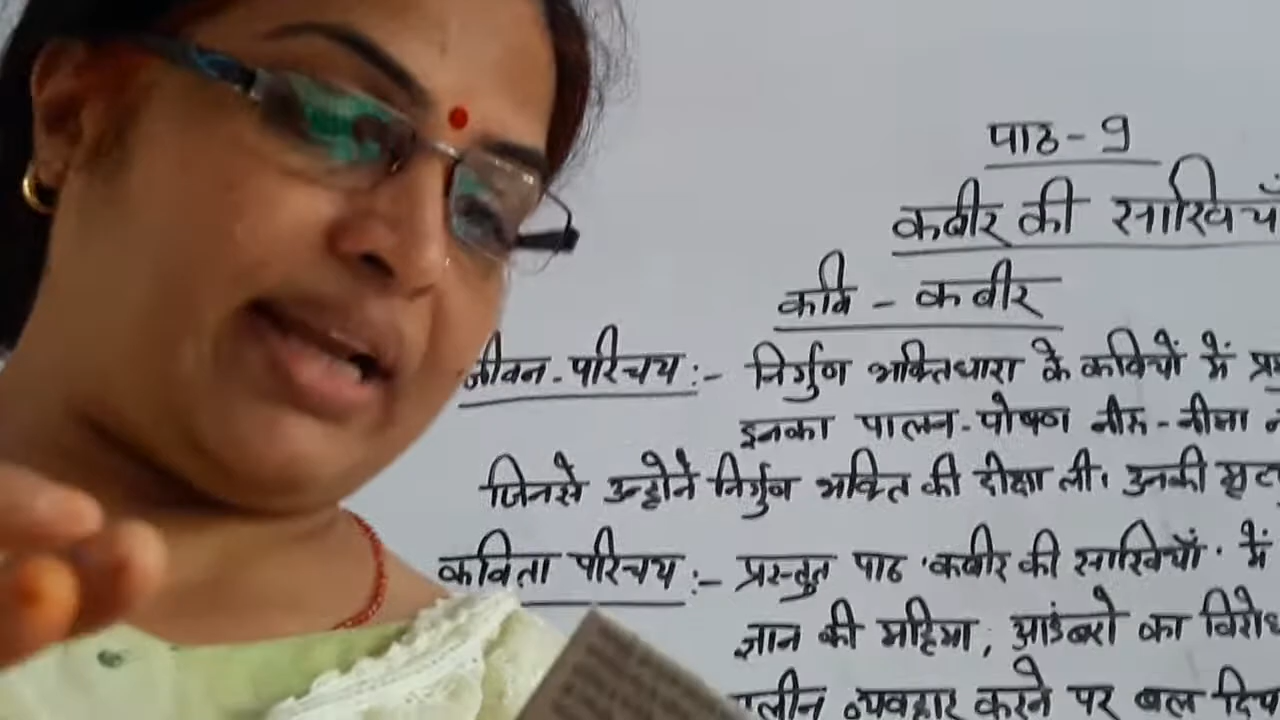 पाठ - 9
कबीर की साखियाँ
कवि - कबीर
जीवन - परिचय :- निर्गुण भक्तिधारा के कवियों में
इनका पालन - पोषण नीरु - नीमा
जिनसे उन्होने निर्गुण भक्ति की दीक्षा ली। उनकी
कविता परिचय :- प्रस्तुत पाठ 'कबीर की साखियाँ' में
ज्ञान की महिमा, आडंबरो का
व्यवहार करने पर बल